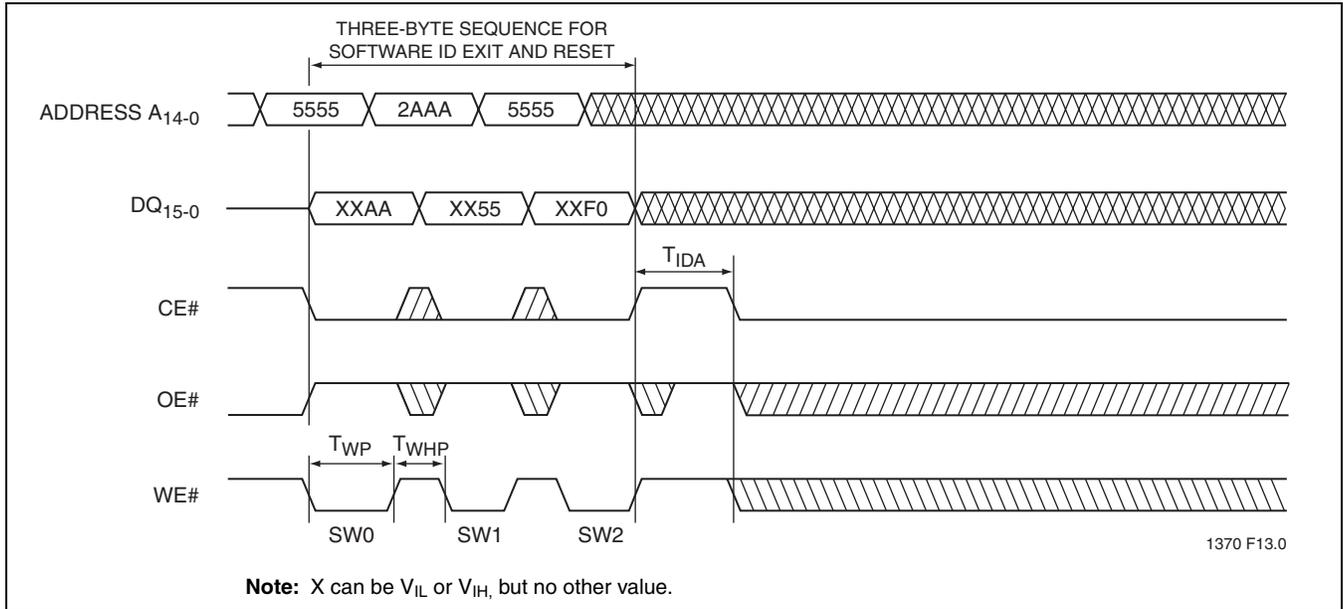 THREE-BYTE SEQUENCE FOR
SOFTWARE ID EXIT AND RESET
ADDRESS A14-0
5555 2AAA 5555
DQ15-0
XXAA XX55 XXF0
TIDA
CE#
OE#
TWP TWHP
WE#
SW0 SW1 SW2
1370 F13.0
Note: X can be VIL or VIH, but no other value.